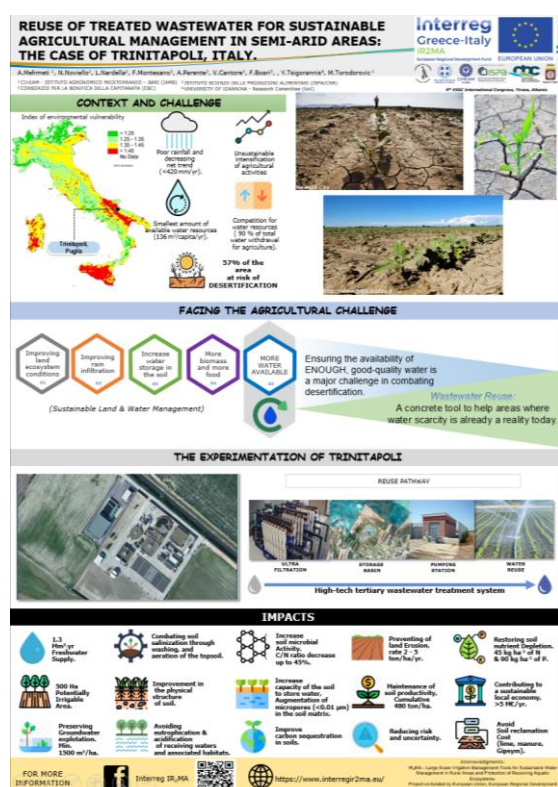 REUSE OF TREATED WASTEWATER FOR SUSTAINABLE
AGRICULTURAL MANAGEMENT IN SEMI-ARID AREAS:
THE CASE OF TRINITAPOLI, ITALY.
Interreg
Greece-Italy
IR2MA
European Regional Development Fund
EUROPEAN UNION
CONTEXT AND CHALLENGE
Index of environmental vulnerability
No Data
Trinitapoli,
Puglia
Poor rainfall and
decreasing
net trend
(<420 mm/yr).
Unsustainable
intensification
of agricultural
activities
Smallest amount of
available water resources
(136 m³/capita/yr).
Competition for
water resources
( 90 % of total
water withdrawal
for agriculture).
57% of the
area
at risk of
DESERTIFICATION
FACING THE AGRICULTURAL CHALLENGE
Improving
land
ecosystem
conditions
Improving
rain
infiltration
Increase
water
storage in
the soil
More
biomass
and more
food
MORE
WATER
AVAILABLE
(Sustainable Land & Water Management)
Ensuring the availability of
ENOUGH, good-quality water is
a major challenge in combating
desertification.
Wastewater Reuse:
A concrete tool to help areas where
water scarcity is already a reality today.
THE EXPERIMENTATION OF TRINITAPOLI
REUSE PATHWAY
ULTRA
FILTRATION
STORAGE
BASIN
PUMPING
STATION
WATER
REUSE
High-tech tertiary wastewater treatment system
IMPACTS
1.3
Mm³·yr
Freshwater
Supply.
Combating soil
salinization through
washing, and
aeration of the topsoil.
Increase
soil microbial
Activity.
C/N ratio decrease
up to 45%.
Preventing of
land Erosion.
rate 2 - 5
ton/ha/yr.
Restoring soil
nutrient Depletion.
45 kg ha⁻¹ of N
& 90 kg ha⁻¹ of P.
500 Ha
Potentially
Irrigable
Area.
Improvement in
the physical
structure
of soil.
Increase
capacity of the soil
to store water.
Augmentation of
micropores (<0.01 μm)
in the soil matrix.
Maintenance of
soil productivity.
Cumulative
480 ton/ha.
Contributing to
a sustainable
local economy.
>5 M€/yr.
Preserving
Groundwater
exploitation.
Min.
1500 m³/ha.
Avoiding
eutrophication &
acidification
of receiving waters
and associated habitats.
Improve
carbon sequestration
in soils.
Reducing risk
and uncertainty.
Avoid
Soil reclamation
Cost
(lime, manure,
Gipsym).
FOR MORE
INFORMATION
Interreg IR₂MA
https://www.interregir2ma.eu/
Acknowledgments: